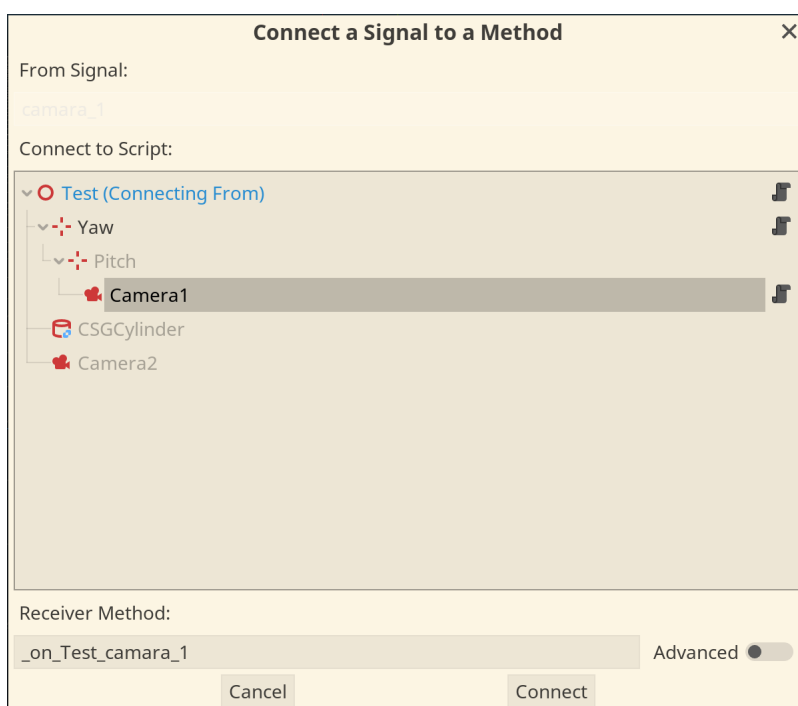 Connect a Signal to a Method
From Signal:
camara_1
Connect to Script:
Test (Connecting From)
Yaw
Pitch
Camera1
CSGCylinder
Camera2
Receiver Method:
_on_Test_camara_1
Advanced
Cancel
Connect